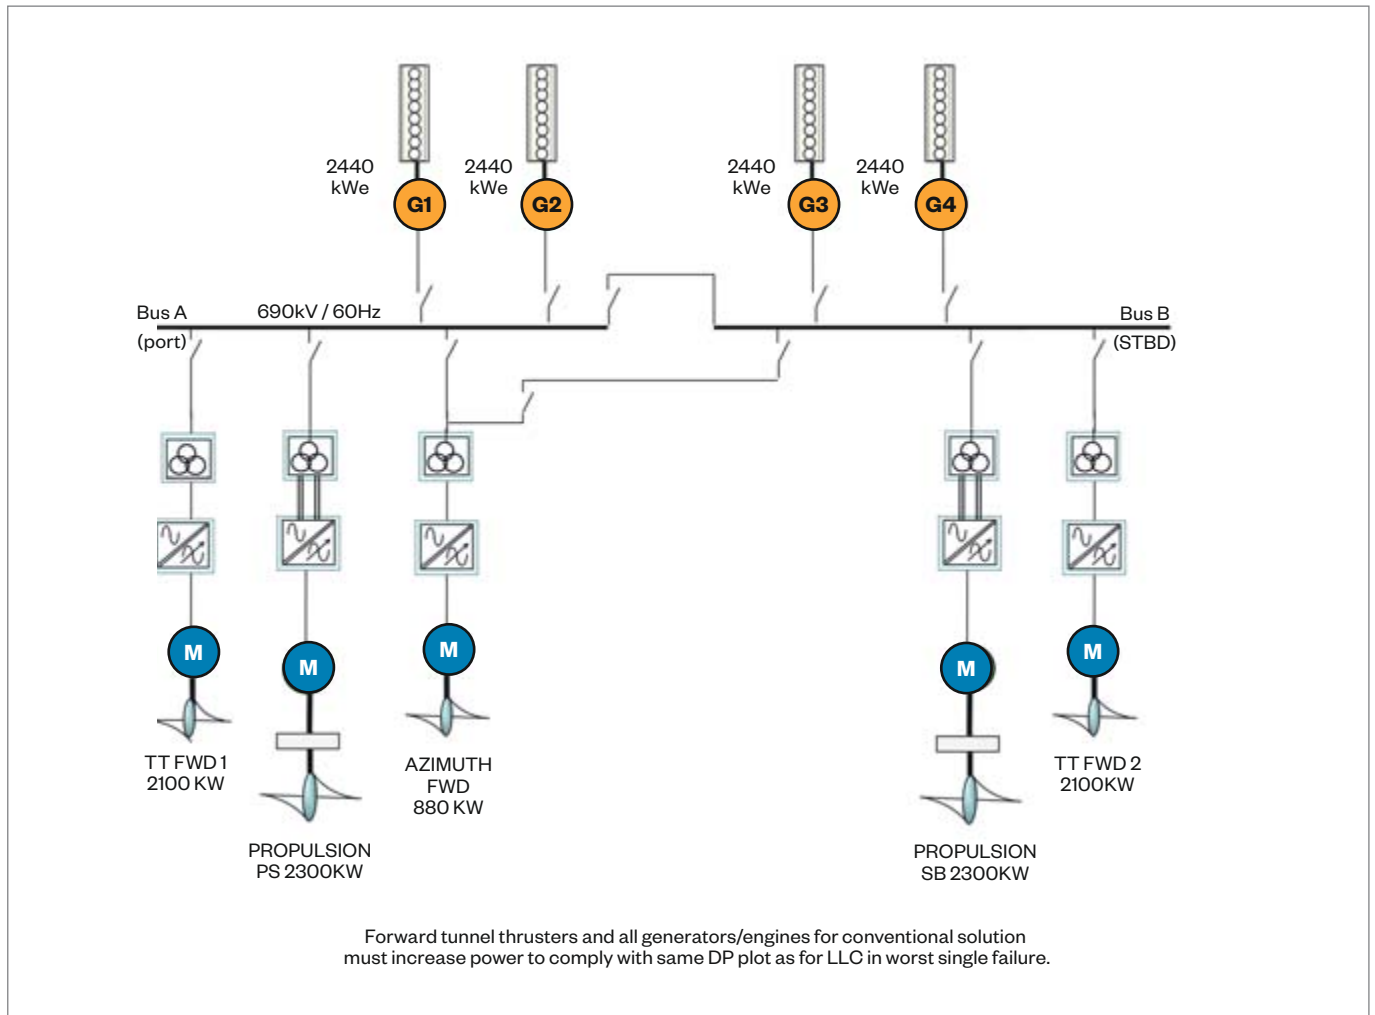 2440
kWe
2440
kWe
2440
kWe
2440
kWe
G1
G2
G3
G4
Bus A
(port)
690kV / 60Hz
Bus B
(STBD)
M
M
M
M
M
TT FWD 1
2100 KW
PROPULSION
PS 2300KW
AZIMUTH
FWD
880 KW
PROPULSION
SB 2300KW
TT FWD 2
2100KW
Forward tunnel thrusters and all generators/engines for conventional solution
must increase power to comply with same DP plot as for LLC in worst single failure.